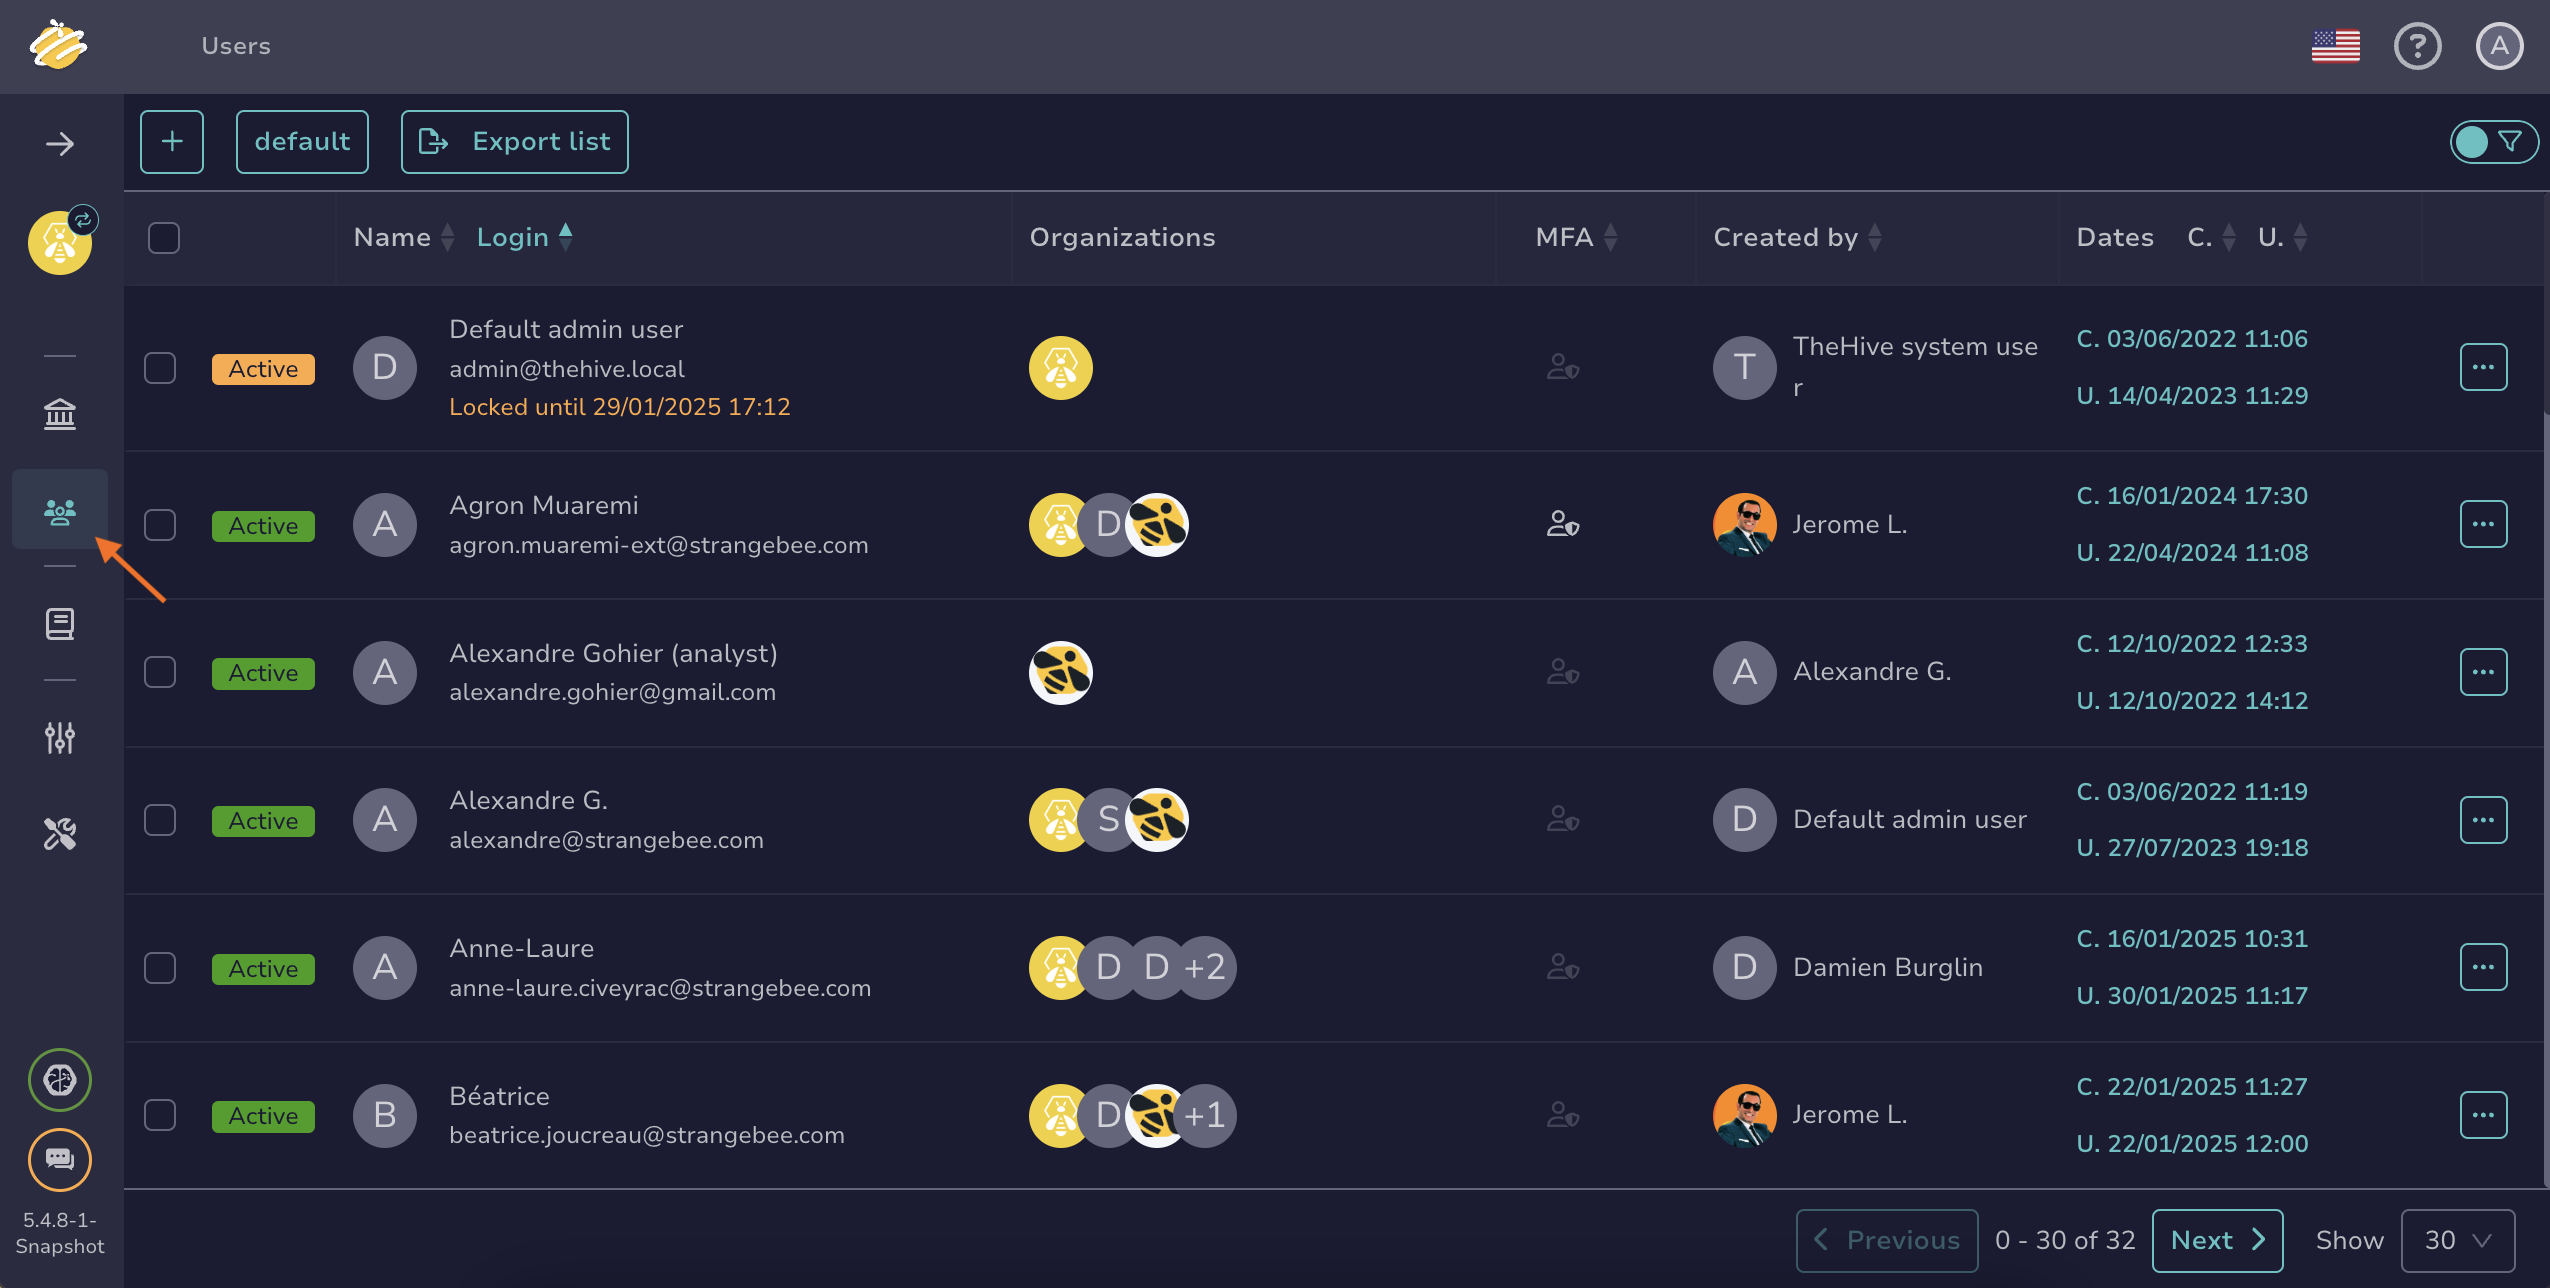 Users
?
A
+
default
Export list
Name Login Organizations MFA Created by Dates C. U.
Active
D
Default admin user
admin@thehive.local
Locked until 29/01/2025 17:12
T
TheHive system use
r
C. 03/06/2022 11:06
U. 14/04/2023 11:29
...
Active
A
Agron Muaremi
agron.muaremi-ext@strangebee.com
D
Jerome L.
C. 16/01/2024 17:30
U. 22/04/2024 11:08
...
Active
A
Alexandre Gohier (analyst)
alexandre.gohier@gmail.com
A
Alexandre G.
C. 12/10/2022 12:33
U. 12/10/2022 14:12
...
Active
A
Alexandre G.
alexandre@strangebee.com
S
D
Default admin user
C. 03/06/2022 11:19
U. 27/07/2023 19:18
...
Active
A
Anne-Laure
anne-laure.civeyrac@strangebee.com
D D +2
D
Damien Burglin
C. 16/01/2025 10:31
U. 30/01/2025 11:17
...
Active
B
Béatrice
beatrice.joucreau@strangebee.com
D +1
Jerome L.
C. 22/01/2025 11:27
U. 22/01/2025 12:00
...
5.4.8-1-
Snapshot
Previous 0 - 30 of 32 Next Show 30